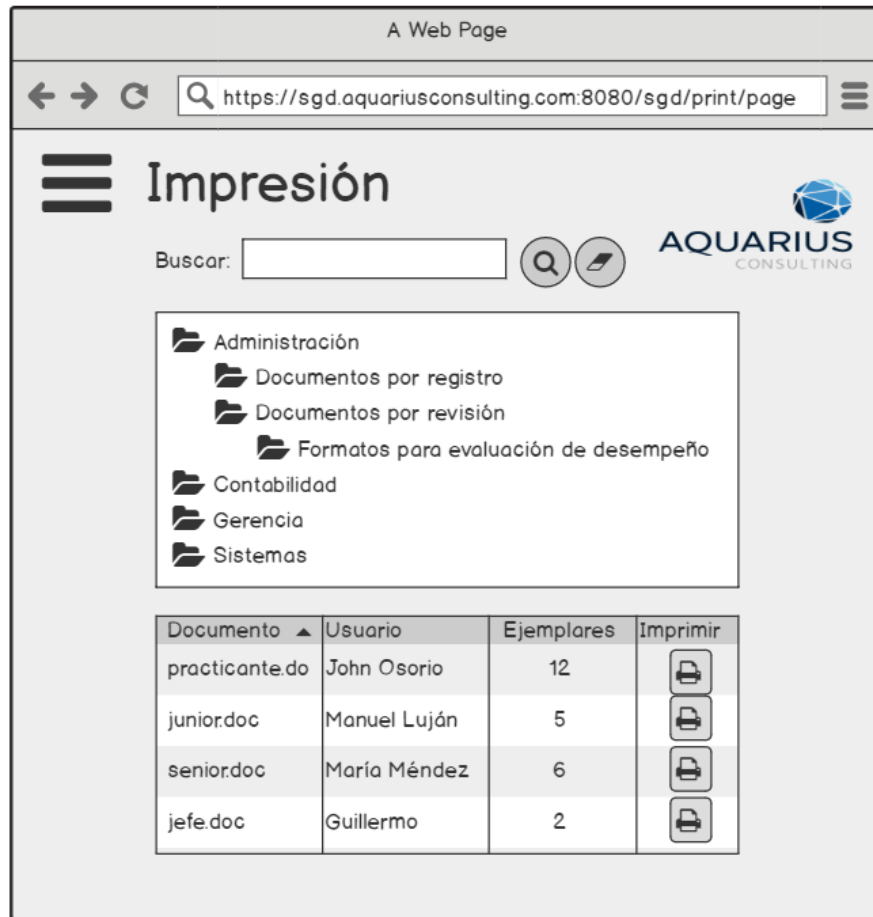 A Web Page
https://sgd.aquariusconsulting.com:8080/sgd/print/page
Impresión
AQUARIUS
CONSULTING
Buscar:
Administración
Documentos por registro
Documentos por revisión
Formatos para evaluación de desempeño
Contabilidad
Gerencia
Sistemas
Documento Usuario Ejemplares Imprimir
practicante.do John Osorio 12
junior.doc Manuel Luján 5
senior.doc María Méndez 6
jefe.doc Guillermo 2